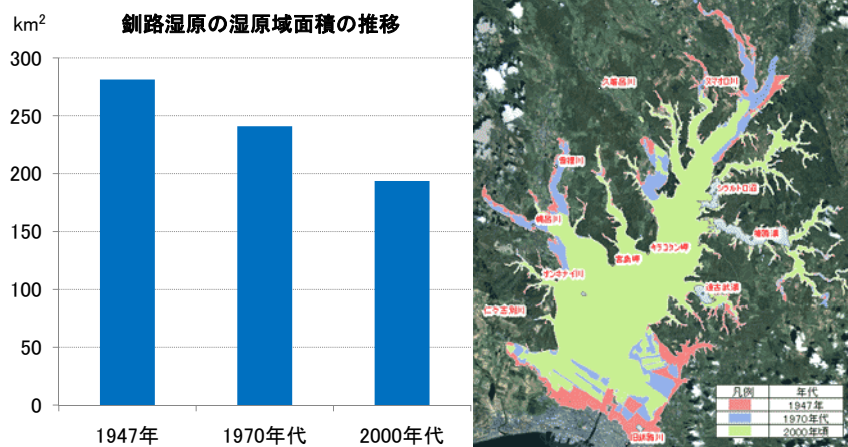 釧路湿原の湿原域面積の推移
km²
300
250
200
150
100
50
0
1947年
1970年代
2000年代
久著呂川
ヌマオロ川
雪裡川
シラルトロ沼
幌呂川
塘路湖
キラコタン岬
宮島岬
オンネナイ川
達古武湖
仁々志別川
旧釧路川
凡例 年代
1947年
1970年代
2000年頃